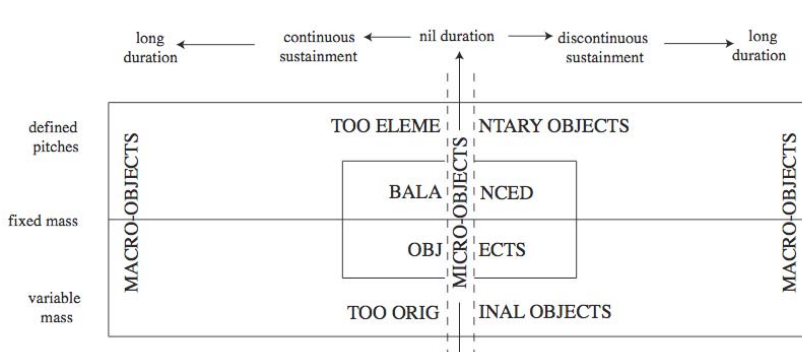 long duration
continuous sustainment
nil duration
discontinuous sustainment
long duration
defined pitches
TOO ELEME NTARY OBJECTS
MACRO-OBJECTS
MICRO-OBJECTS
MACRO-OBJECTS
BALA NCED
fixed mass
OBJ ECTS
variable mass
TOO ORIG INAL OBJECTS